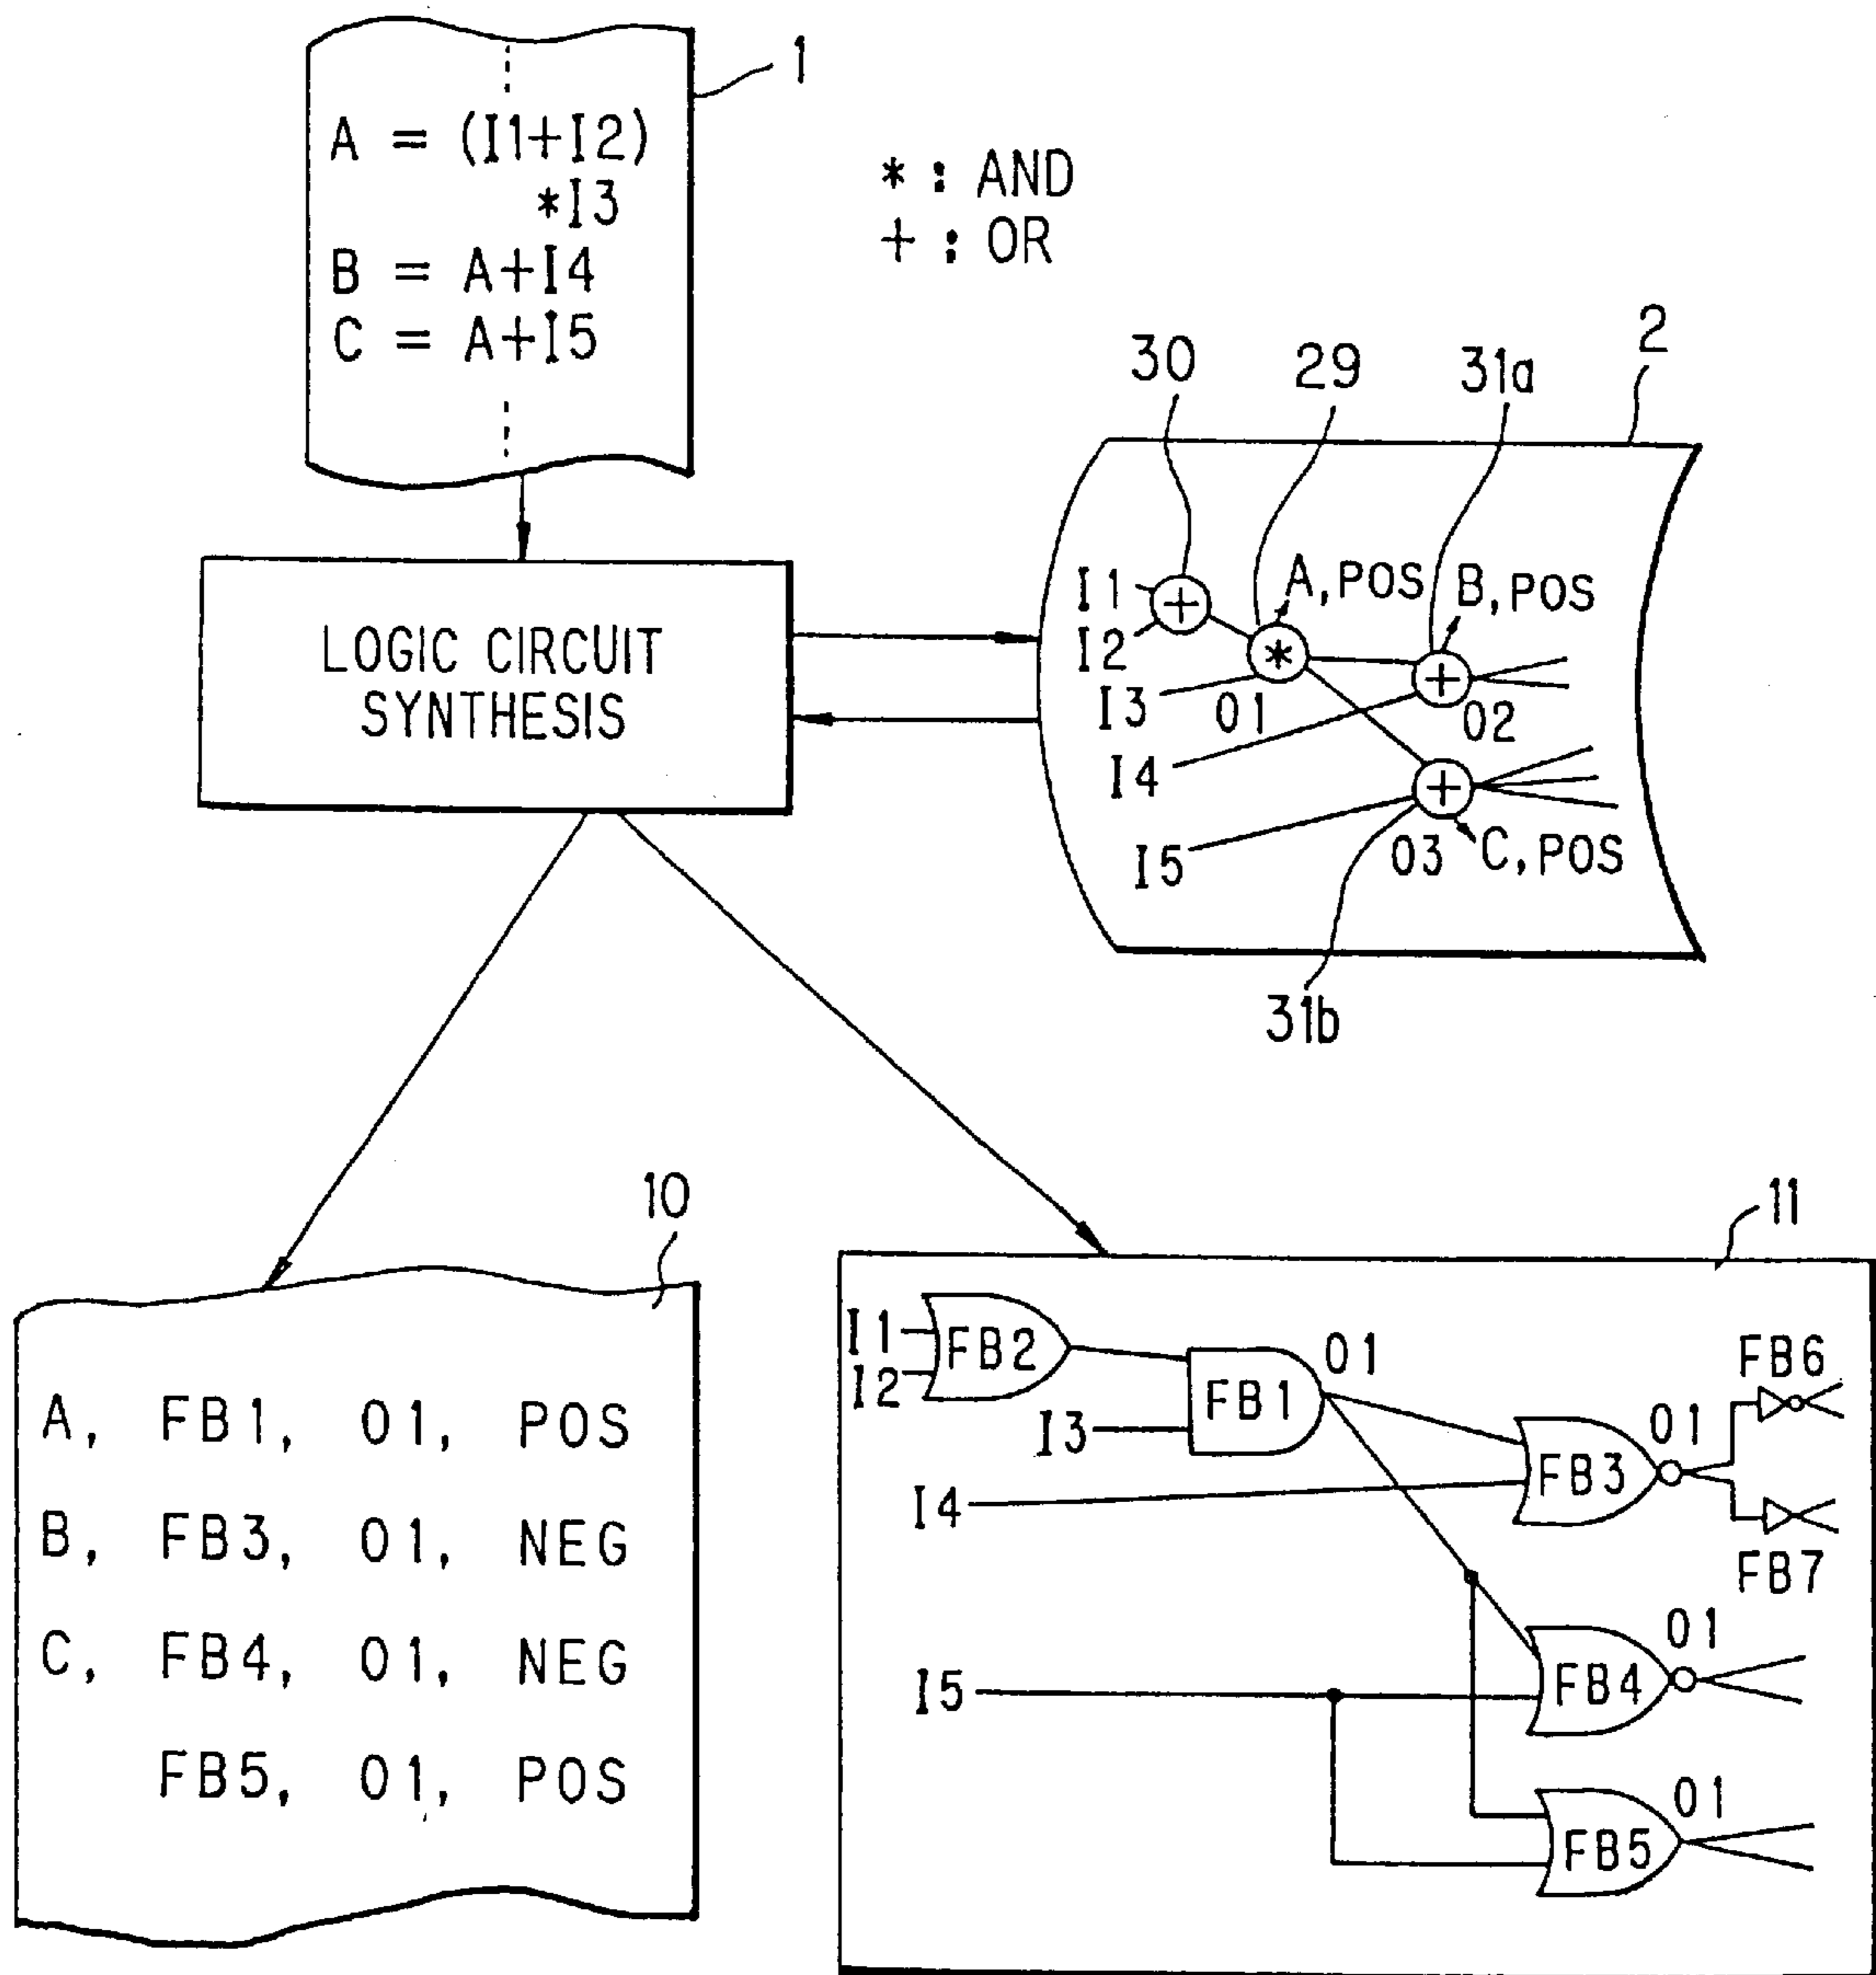 1
A = (I1+I2)
*I3
B = A+I4
C = A+I5
* : AND
+ : OR
LOGIC CIRCUIT
SYNTHESIS
30
29
31a
2
I1
I2
I3
I4
I5
+
*
+
+
A, POS
B, POS
01
02
03
C, POS
31b
10
A, FB1, 01, POS
B, FB3, 01, NEG
C, FB4, 01, NEG
FB5, 01, POS
11
I1
I2
FB2
I3
FB1
01
I4
FB3
01
FB6
FB7
I5
FB4
01
FB5
01